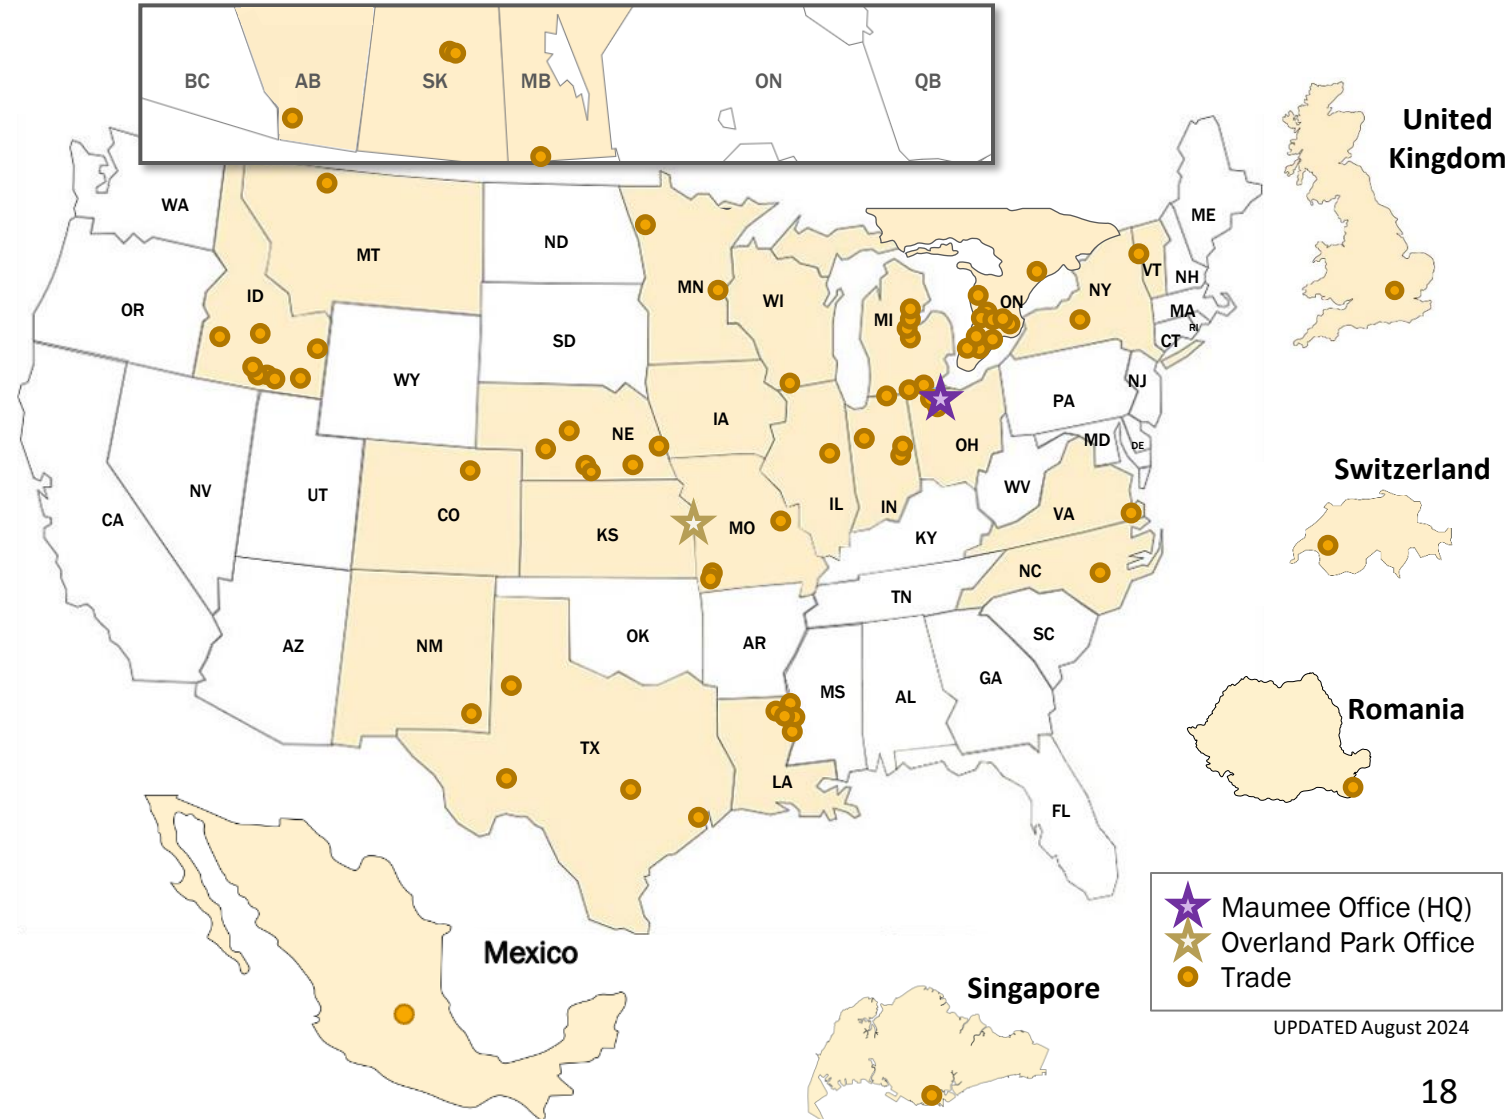 BC
AB
SK
MB
ON
QB
United
Kingdom
WA
MT
ND
MN
ME
VT
NH
NY
MA
RI
CT
OR
ID
SD
WI
MI
ON
WY
NE
IA
PA
NJ
MD
DE
OH
NV
UT
CO
KS
MO
IL
IN
WV
VA
KY
Switzerland
CA
NC
TN
AZ
NM
OK
AR
SC
MS
AL
GA
TX
LA
FL
Romania
Mexico
Singapore
Maumee Office (HQ)
Overland Park Office
Trade
UPDATED August 2024
18